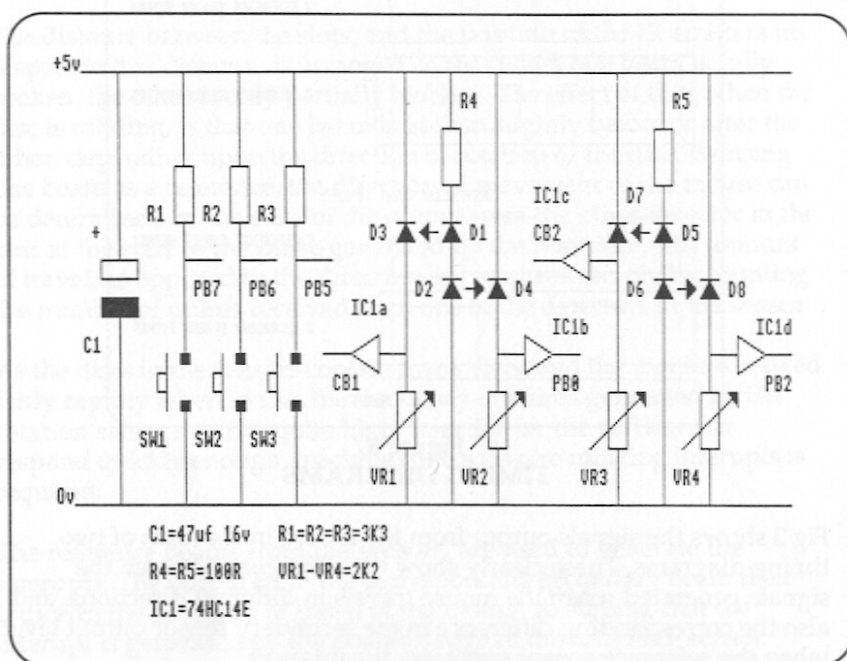 +5v
R4 R5
R1 R2 R3
IC1c
CB2
D7
D3 D1 D5
+
PB7 PB6 PB5
D2 D4 D6 D8
C1
IC1a IC1b IC1d
CB1 PB0 PB2
SW1 SW2 SW3
VR1 VR2 VR3 VR4
0v
C1=47uf 16v R1=R2=R3=3K3
R4=R5=100R VR1-VR4=2K2
IC1=74HC14E